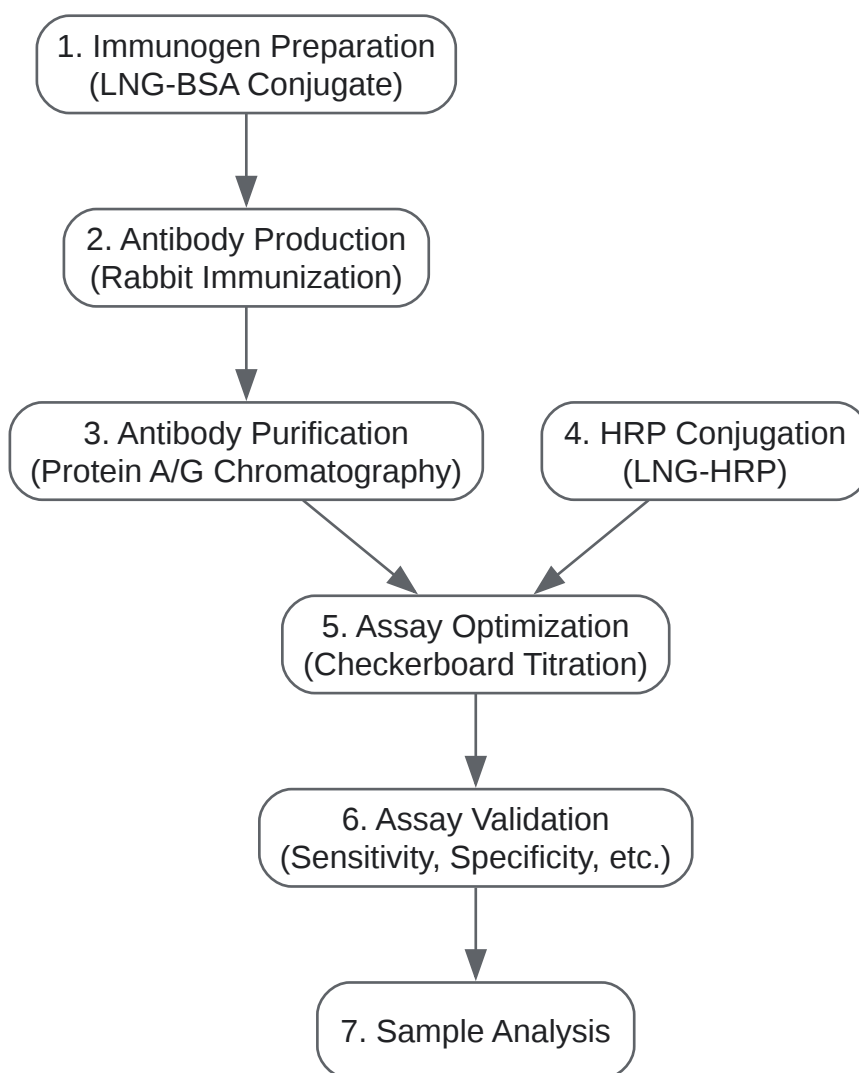 1. Immunogen Preparation
(LNG-BSA Conjugate)
2. Antibody Production
(Rabbit Immunization)
3. Antibody Purification
(Protein A/G Chromatography)
4. HRP Conjugation
(LNG-HRP)
5. Assay Optimization
(Checkerboard Titration)
6. Assay Validation
(Sensitivity, Specificity, etc.)
7. Sample Analysis